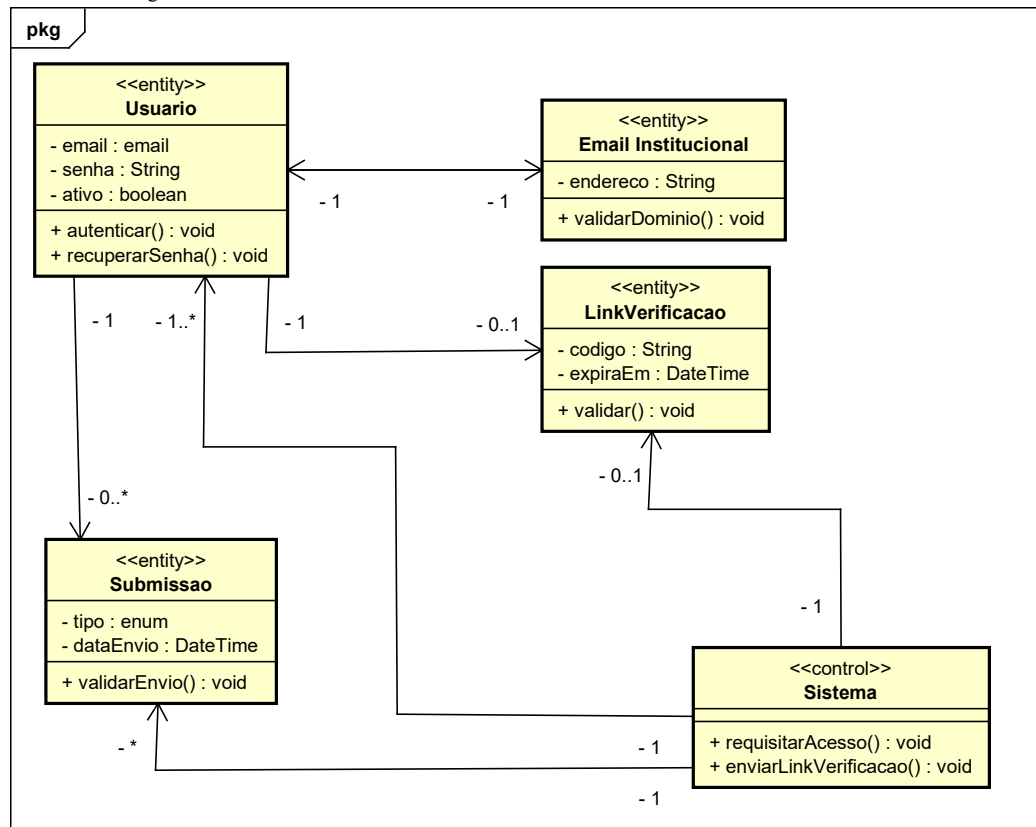 pkg
<<entity>>
Usuario
- email : email
- senha : String
- ativo : boolean
+ autenticar() : void
+ recuperarSenha() : void
<<entity>>
Email Institucional
- endereco : String
+ validarDominio() : void
- 1
- 1
<<entity>>
LinkVerificacao
- codigo : String
- expiraEm : DateTime
+ validar() : void
- 1
- 1..*
- 1
- 0..1
- 0..1
- 0..*
<<entity>>
Submissao
- tipo : enum
- dataEnvio : DateTime
+ validarEnvio() : void
- 1
<<control>>
Sistema
+ requisitarAcesso() : void
+ enviarLinkVerificacao() : void
- *
- 1
- 1